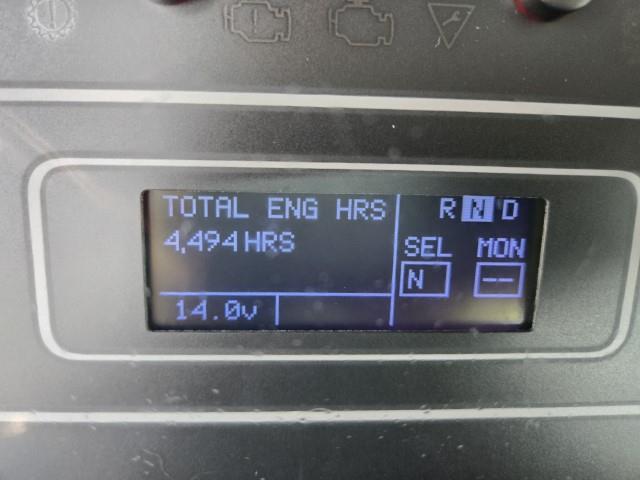 TOTAL ENG HRS
4,494 HRS
14.0v
R N D
SEL MON
N --